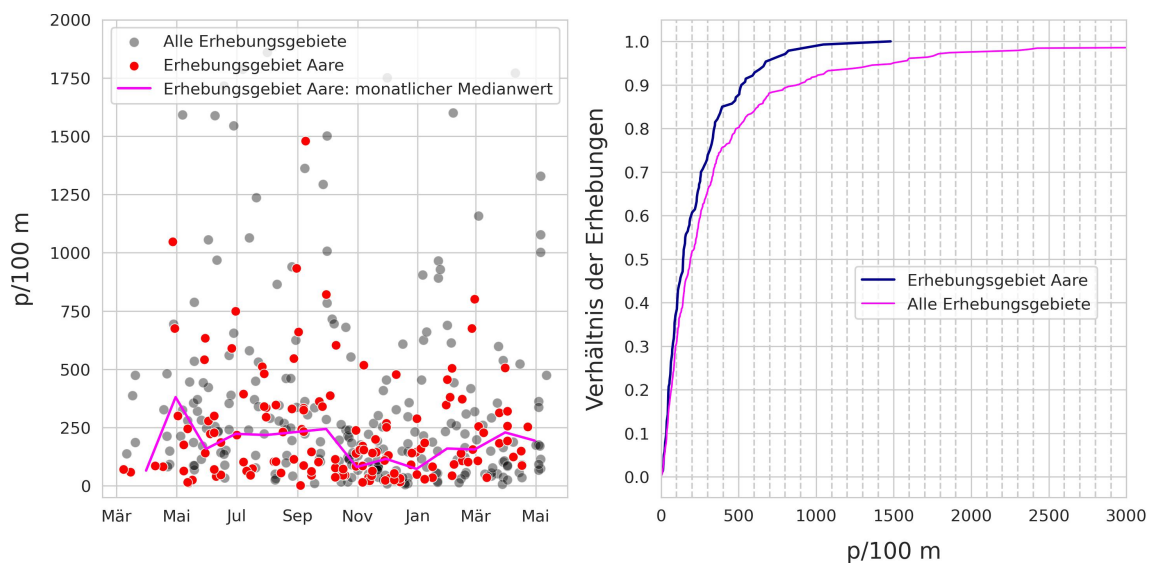 2000
1750
1500
1250
1000
750
500
250
0
p/100 m
Alle Erhebungsgebiete
Erhebungsgebiet Aare
Erhebungsgebiet Aare: monatlicher Medianwert
Mär Mai Jul Sep Nov Jan Mär Mai
1.0
0.9
0.8
0.7
0.6
0.5
0.4
0.3
0.2
0.1
0.0
Verhältnis der Erhebungen
Erhebungsgebiet Aare
Alle Erhebungsgebiete
0 500 1000 1500 2000 2500 3000
p/100 m